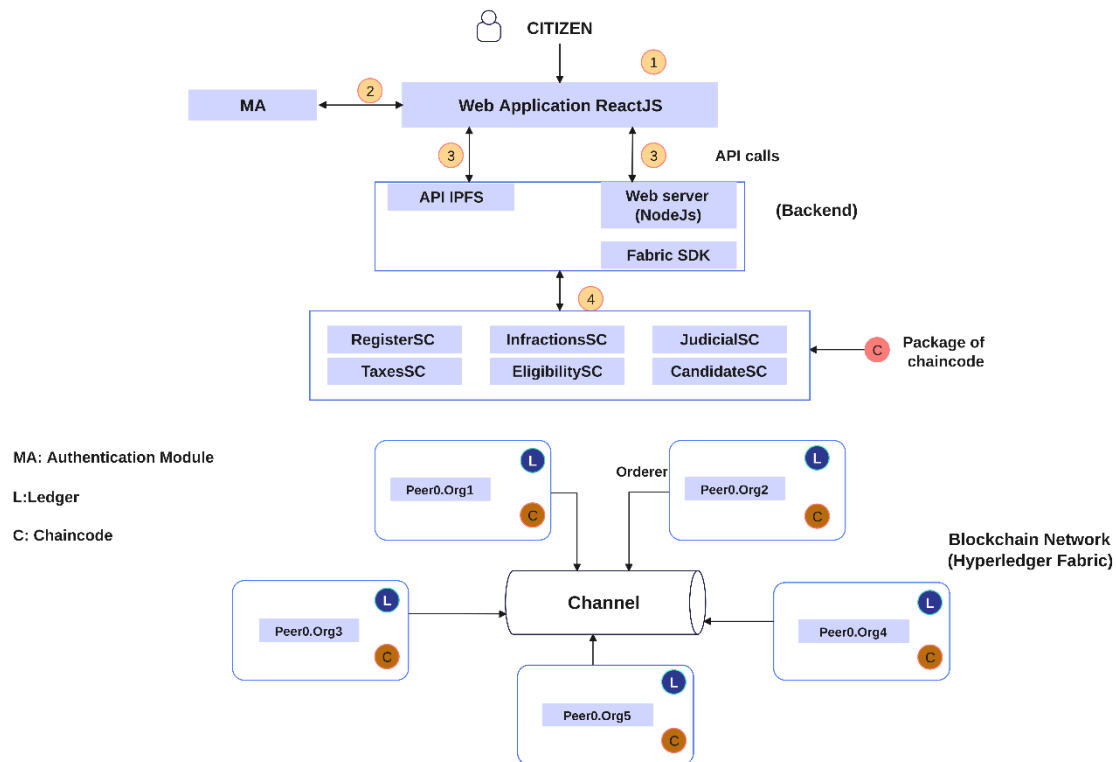 CITIZEN
1
MA
2
Web Application ReactJS
3
3
API calls
API IPFS
Web server
(NodeJs)
(Backend)
Fabric SDK
4
RegisterSC
InfractionsSC
JudicialSC
TaxesSC
EligibilitySC
CandidateSC
C
Package of
chaincode
MA: Authentication Module
L:Ledger
C: Chaincode
L
Peer0.Org1
C
Orderer
L
Peer0.Org2
C
Blockchain Network
(Hyperledger Fabric)
Channel
L
Peer0.Org3
C
L
Peer0.Org4
C
L
Peer0.Org5
C